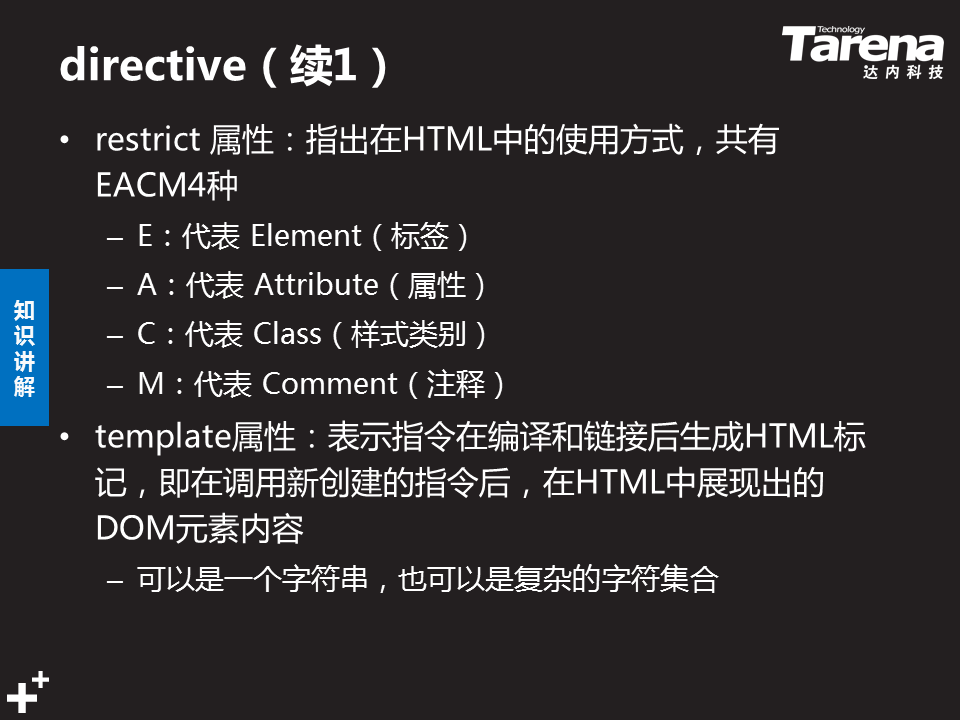 directive（续1）
Technology
Tarena
达内科技
• restrict 属性：指出在HTML中的使用方式，共有
EACM4种
– E：代表 Element（标签）
– A：代表 Attribute（属性）
– C：代表 Class（样式类别）
– M：代表 Comment（注释）
知
识
讲
解
• template属性：表示指令在编译和链接后生成HTML标
记，即在调用新创建的指令后，在HTML中展现出的
DOM元素内容
– 可以是一个字符串，也可以是复杂的字符集合